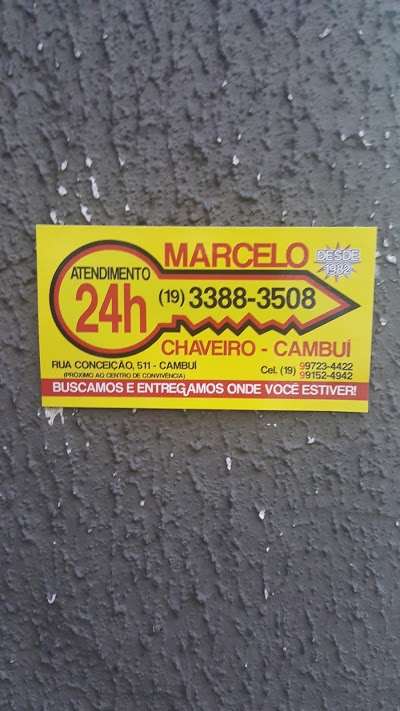 MARCELO
DESDE
1982
ATENDIMENTO
24h
(19) 3388-3508
CHAVEIRO - CAMBUÍ
RUA CONCEIÇÃO, 511 - CAMBUÍ
(PRÓXIMO AO CENTRO DE CONVIVÊNCIA)
Cel. (19) 99723-4422
99152-4942
BUSCAMOS E ENTREGAMOS ONDE VOCÊ ESTIVER!